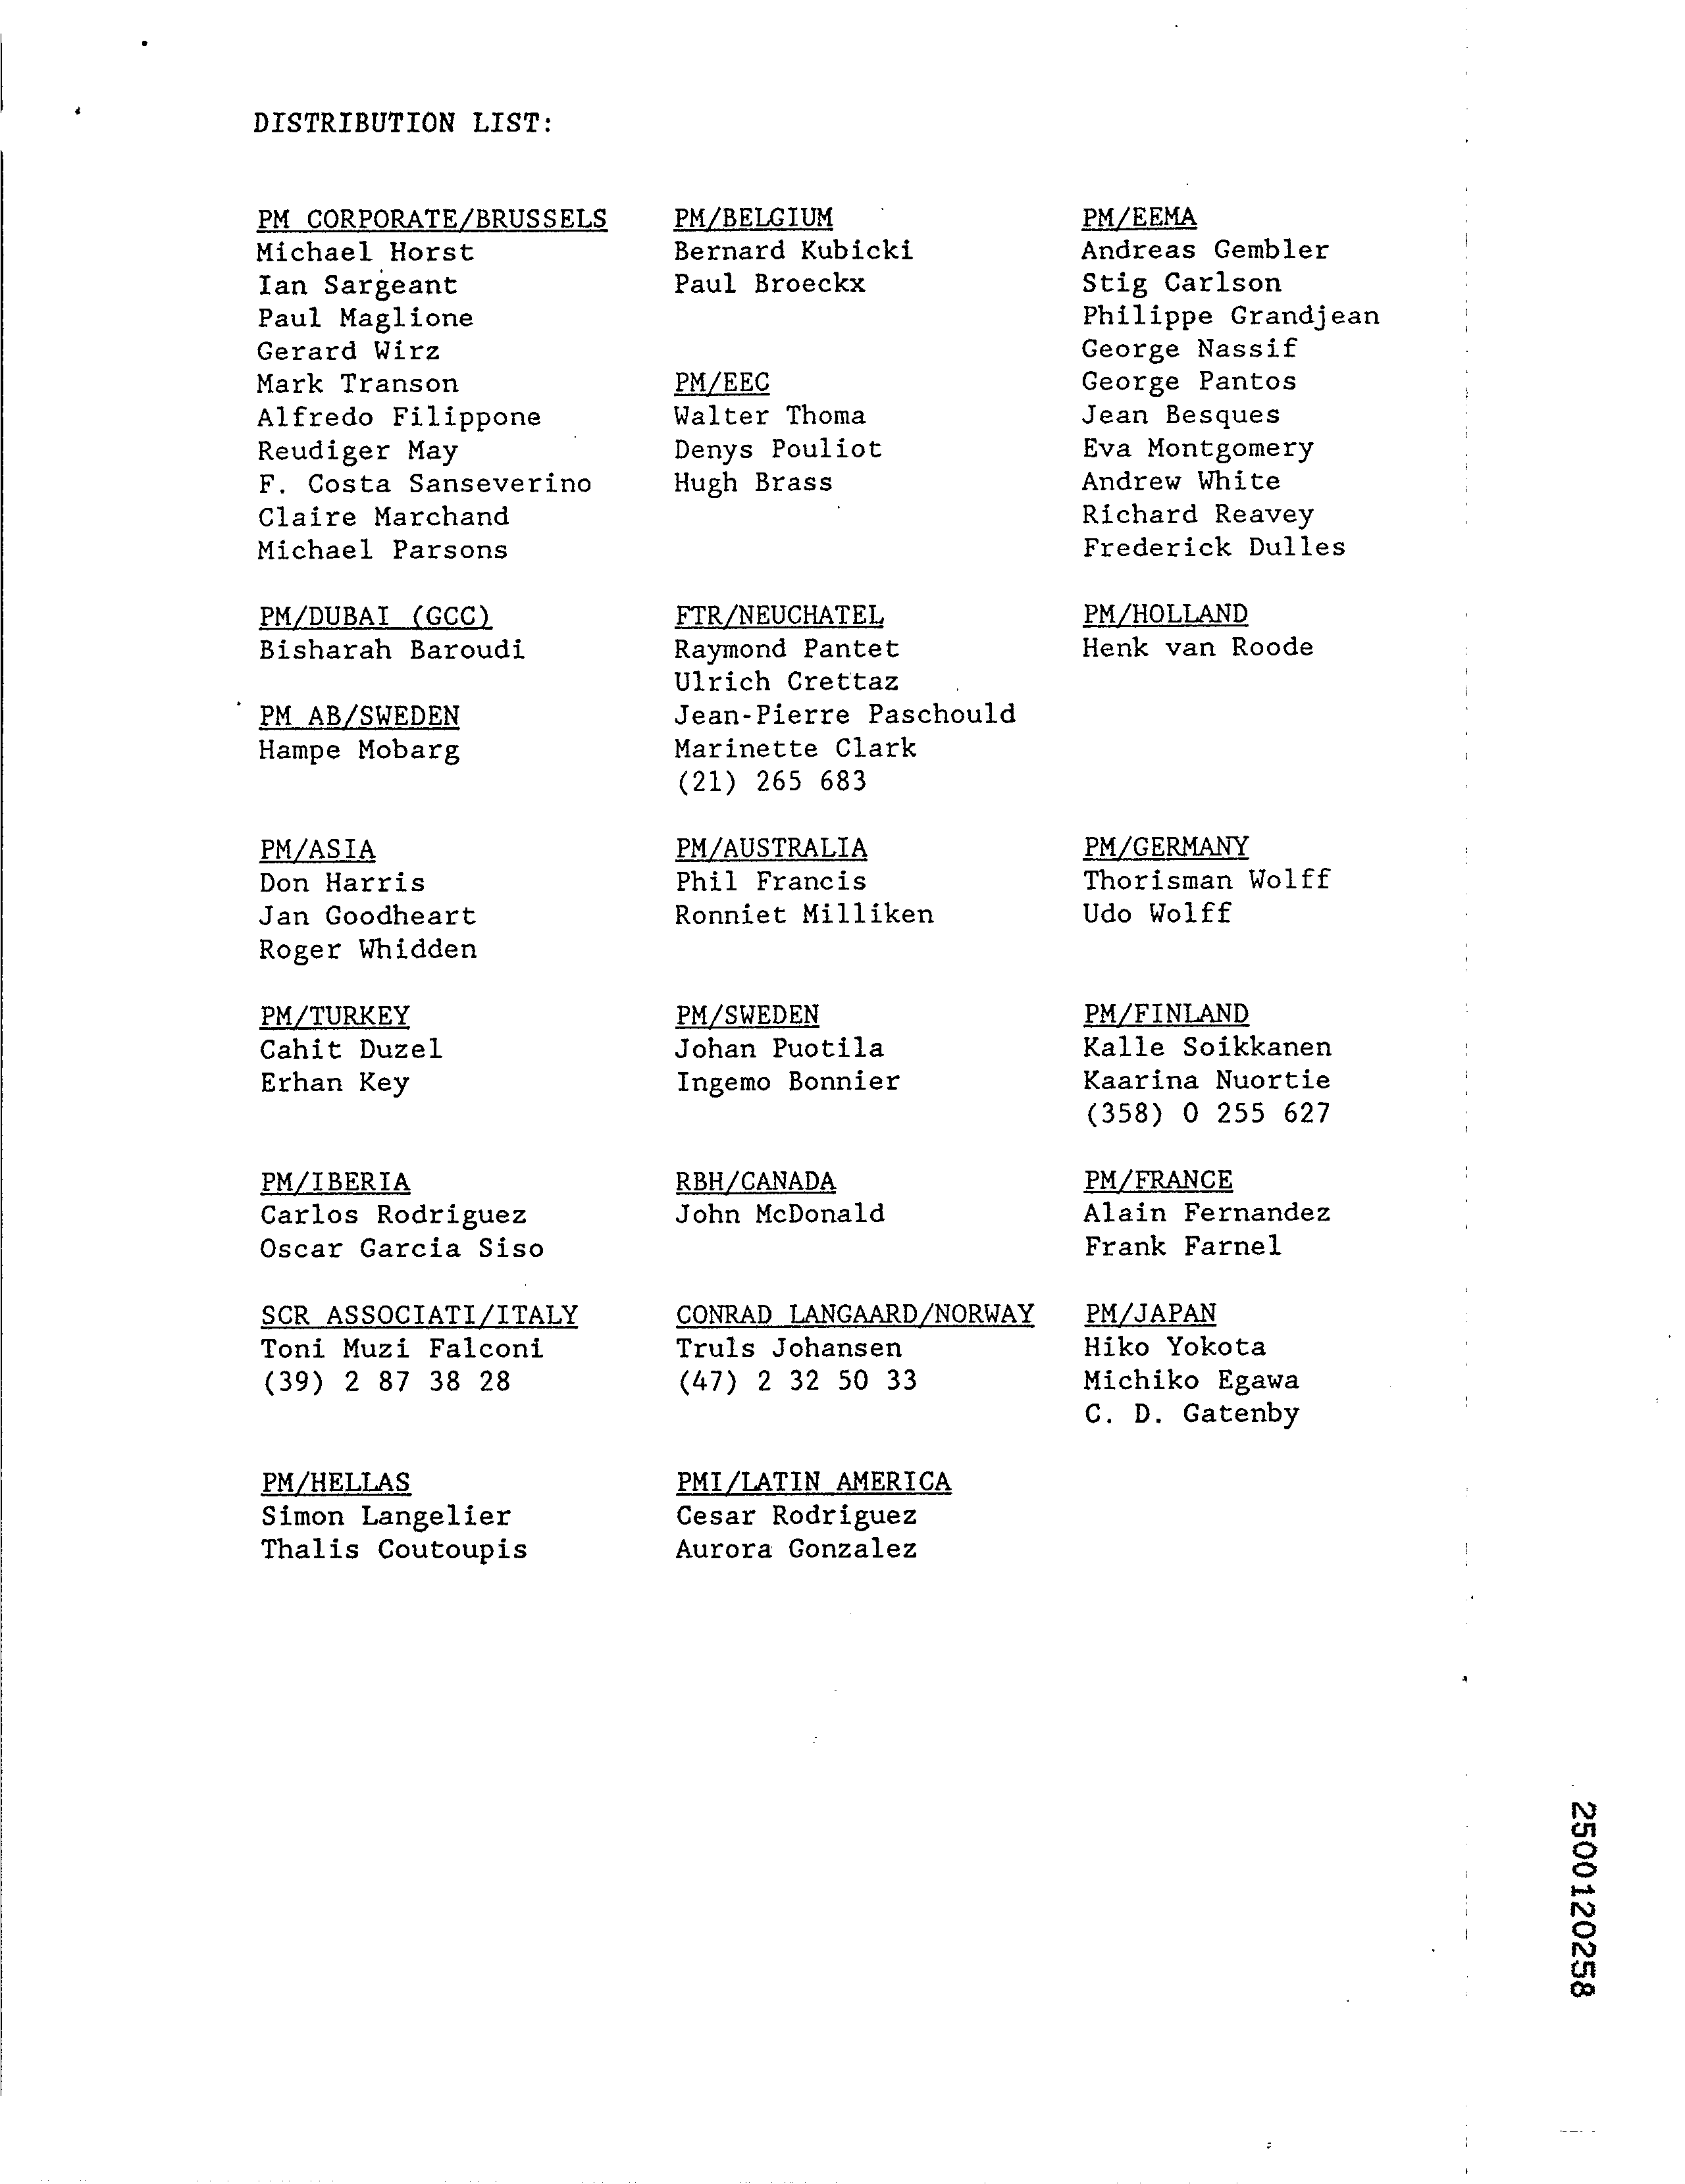 DISTRIBUTION LIST:
PM CORPORATE/BRUSSELS
Michael Horst
Ian Sargeant
Paul Maglione
Gerard Wirz
Mark Transon
Alfredo Filippone
Reudiger May
F. Costa Sanseverino
Claire Marchand
Michael Parsons
PM/BELGIUM
Bernard Kubicki
Paul Broeckx
PM/EEC
Walter Thoma
Denys Pouliot
Hugh Brass
PM/EEMA
Andreas Gembler
Stig Carlson
Philippe Grandjean
George Nassif
George Pantos
Jean Besques
Eva Montgomery
Andrew White
Richard Reavey
Frederick Dulles
PM/DUBAI (GCC)
Bisharah Baroudi
PM AB/SWEDEN
Hampe Mobarg
FTR/NEUCHATEL
Raymond Pantet
Ulrich Crettaz
Jean-Pierre Paschould
Marinette Clark
(21) 265 683
PM/HOLLAND
Henk van Roode
PM/ASIA
Don Harris
Jan Goodheart
Roger Whidden
PM/AUSTRALIA
Phil Francis
Ronniet Milliken
PM/GERMANY
Thorisman Wolff
Udo Wolff
PM/TURKEY
Cahit Duzel
Erhan Key
PM/SWEDEN
Johan Puotila
Ingemo Bonnier
PM/FINLAND
Kalle Soikkanen
Kaarina Nuortie
(358) 0 255 627
PM/IBERIA
Carlos Rodriguez
Oscar Garcia Siso
RBH/CANADA
John McDonald
PM/FRANCE
Alain Fernandez
Frank Farnel
SCR ASSOCIATI/ITALY
Toni Muzi Falconi
(39) 2 87 38 28
CONRAD LANGAARD/NORWAY
Truls Johansen
(47) 2 32 50 33
PM/JAPAN
Hiko Yokota
Michiko Egawa
C. D. Gatenby
PM/HELLAS
Simon Langelier
Thalis Coutoupis
PMI/LATIN AMERICA
Cesar Rodriguez
Aurora Gonzalez
2500120258